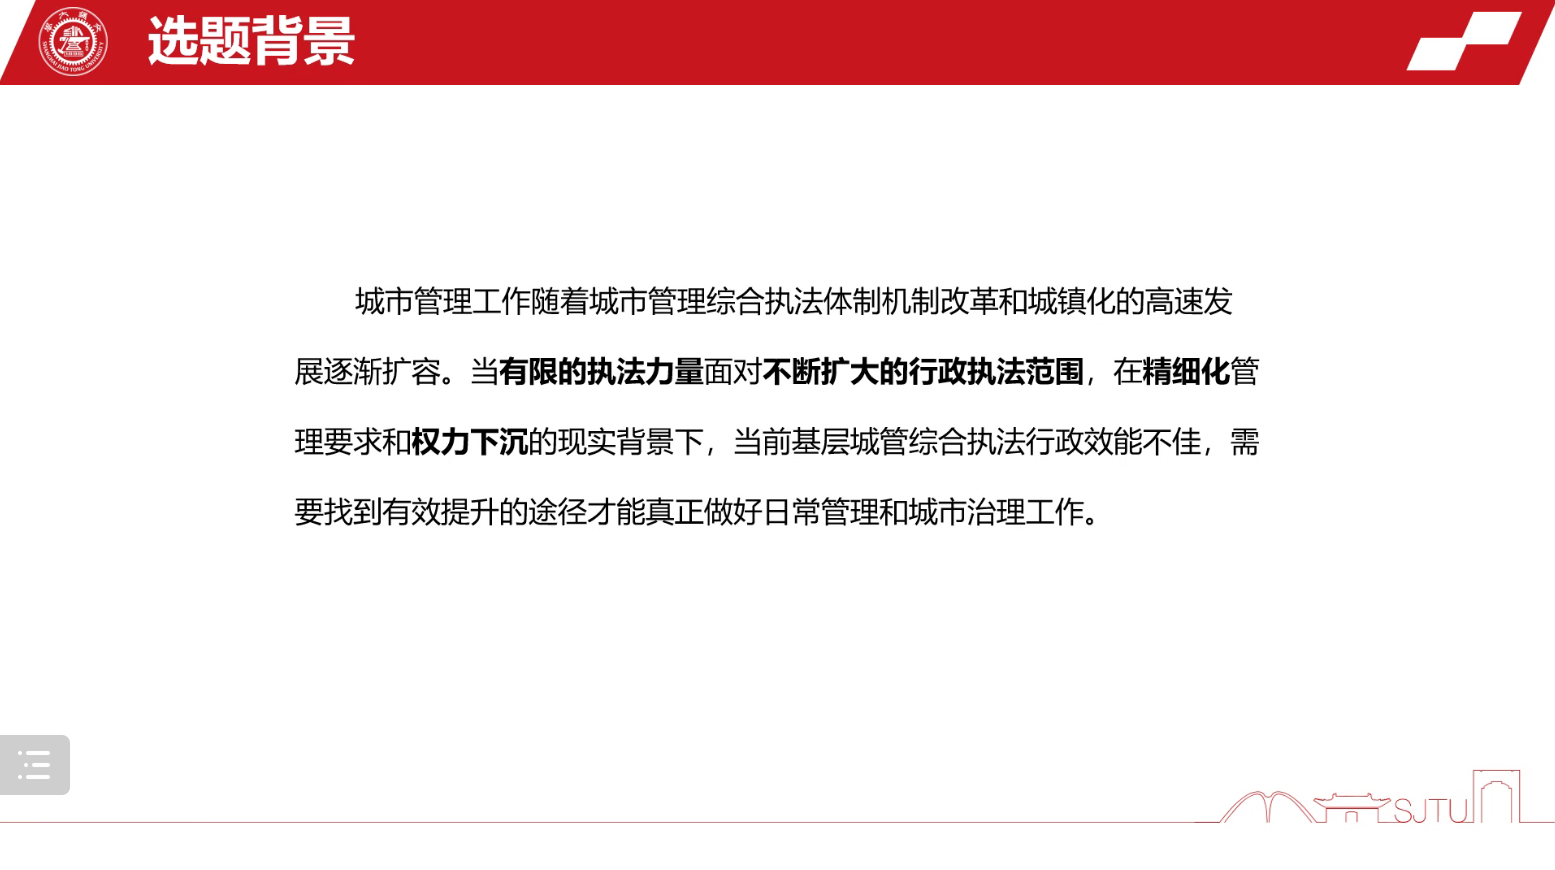 选题背景
SHANGHAI JIAO TONG UNIVERSITY
城市管理工作随着城市管理综合执法体制机制改革和城镇化的高速发
展逐渐扩容。当有限的执法力量面对不断扩大的行政执法范围，在精细化管
理要求和权力下沉的现实背景下，当前基层城管综合执法行政效能不佳，需
要找到有效提升的途径才能真正做好日常管理和城市治理工作。
SJTU